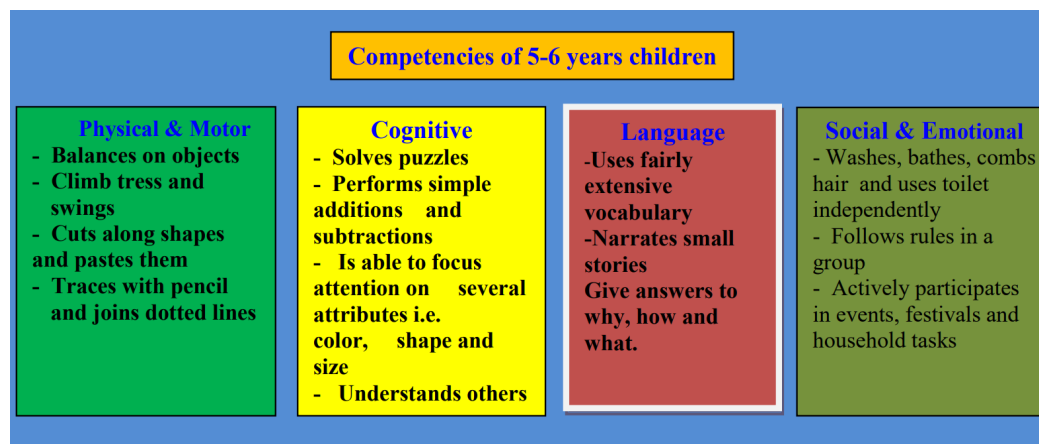 Competencies of 5-6 years children
Physical & Motor
- Balances on objects
- Climb tress and
swings
- Cuts along shapes
and pastes them
- Traces with pencil
and joins dotted lines
Cognitive
- Solves puzzles
- Performs simple
additions and
subtractions
- Is able to focus
attention on several
attributes i.e.
color, shape and
size
- Understands others
Language
-Uses fairly
extensive
vocabulary
-Narrates small
stories
Give answers to
why, how and
what.
Social & Emotional
- Washes, bathes, combs
hair and uses toilet
independently
- Follows rules in a
group
- Actively participates
in events, festivals and
household tasks